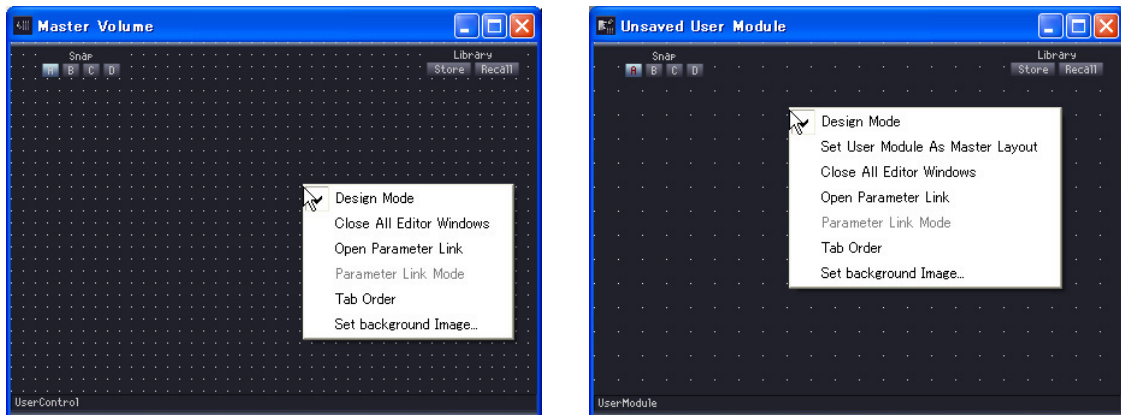 Master Volume
Snap
Library
A B C D
Store Recall
Design Mode
Close All Editor Windows
Open Parameter Link
Parameter Link Mode
Tab Order
Set background Image...
UserControl
Unsaved User Module
Snap
Library
A B C D
Store Recall
Design Mode
Set User Module As Master Layout
Close All Editor Windows
Open Parameter Link
Parameter Link Mode
Tab Order
Set background Image...
UserModule